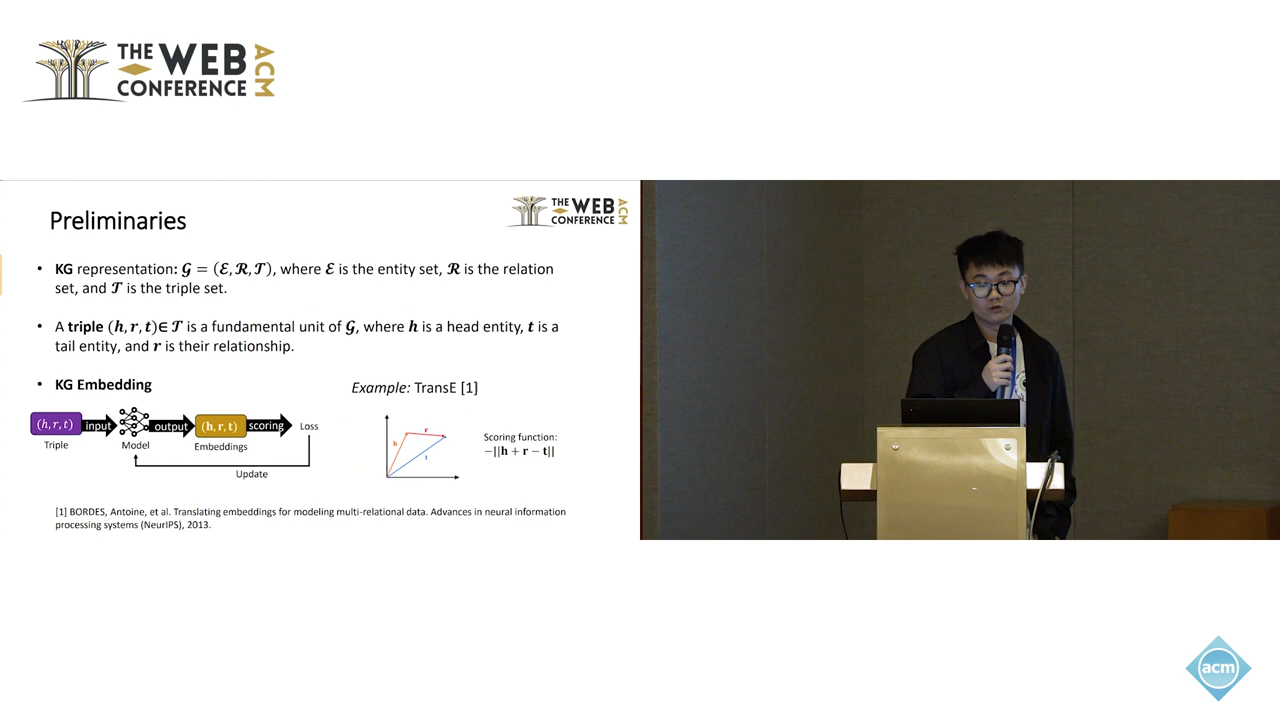 THE WEB
CONFERENCE
ACM
Preliminaries
THE WEB
CONFERENCE
ACM
• KG representation: 𝓖 = (𝓔, 𝓡, 𝓣), where 𝓔 is the entity set, 𝓡 is the relation
set, and 𝓣 is the triple set.
• A triple (h, r, t)∈ 𝓣 is a fundamental unit of 𝓖, where h is a head entity, t is a
tail entity, and r is their relationship.
• KG Embedding
Example: TransE [1]
(h, r, t) input output (h, r, t) scoring Loss
Triple Model Embeddings
Update
h r t
Scoring function:
−||h + r − t||
[1] BORDES, Antoine, et al. Translating embeddings for modeling multi-relational data. Advances in neural information
processing systems (NeurIPS), 2013.
acm